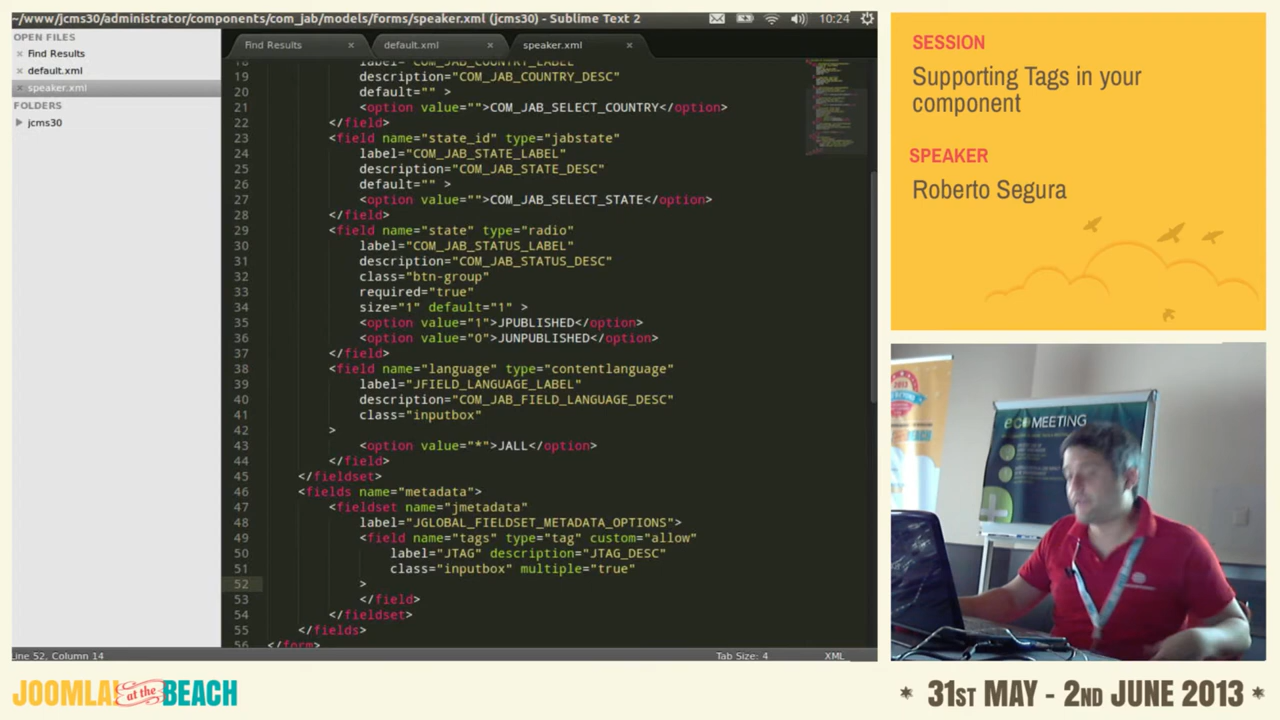 ~/www/jcms30/administrator/components/com_jab/models/forms/speaker.xml (jcms30) - Sublime Text 2
10:24
OPEN FILES
Find Results
default.xml
speaker.xml
FOLDERS
jcms30
Find Results
default.xml
speaker.xml
18 label="COM_JAB_COUNTRY_LABEL"
19 description="COM_JAB_COUNTRY_DESC"
20 default="" >
21 <option value="">COM_JAB_SELECT_COUNTRY</option>
22 </field>
23 <field name="state_id" type="jabstate"
24 label="COM_JAB_STATE_LABEL"
25 description="COM_JAB_STATE_DESC"
26 default="" >
27 <option value="">COM_JAB_SELECT_STATE</option>
28 </field>
29 <field name="state" type="radio"
30 label="COM_JAB_STATUS_LABEL"
31 description="COM_JAB_STATUS_DESC"
32 class="btn-group"
33 required="true"
34 size="1" default="1" >
35 <option value="1">JPUBLISHED</option>
36 <option value="0">JUNPUBLISHED</option>
37 </field>
38 <field name="language" type="contentlanguage"
39 label="JFIELD_LANGUAGE_LABEL"
40 description="COM_JAB_FIELD_LANGUAGE_DESC"
41 class="inputbox"
42 >
43 <option value="*">JALL</option>
44 </field>
45 </fieldset>
46 <fields name="metadata">
47 <fieldset name="jmetadata"
48 label="JGLOBAL_FIELDSET_METADATA_OPTIONS">
49 <field name="tags" type="tag" custom="allow"
50 label="JTAG" description="JTAG_DESC"
51 class="inputbox" multiple="true"
52 >
53 </field>
54 </fieldset>
55 </fields>
56 </form>
Line 52, Column 14
Tab Size: 4
XML
SESSION
Supporting Tags in your
component
SPEAKER
Roberto Segura
2013
BEACH
ecoMEETING
JOOMLA! at the BEACH
* 31ST MAY - 2ND JUNE 2013 *